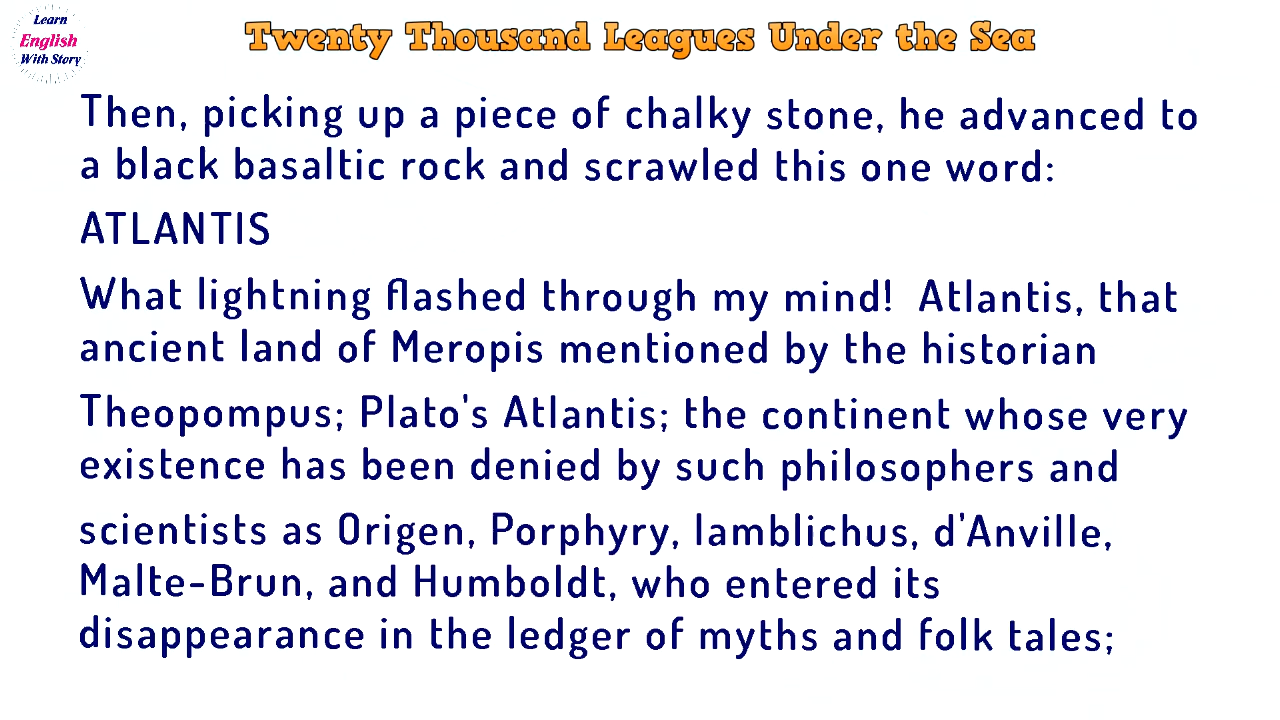 Learn
English
With Story
Twenty Thousand Leagues Under the Sea
Then, picking up a piece of chalky stone, he advanced to
a black basaltic rock and scrawled this one word:
ATLANTIS
What lightning flashed through my mind!  Atlantis, that
ancient land of Meropis mentioned by the historian
Theopompus; Plato's Atlantis; the continent whose very
existence has been denied by such philosophers and
scientists as Origen, Porphyry, Iamblichus, d'Anville,
Malte-Brun, and Humboldt, who entered its
disappearance in the ledger of myths and folk tales;